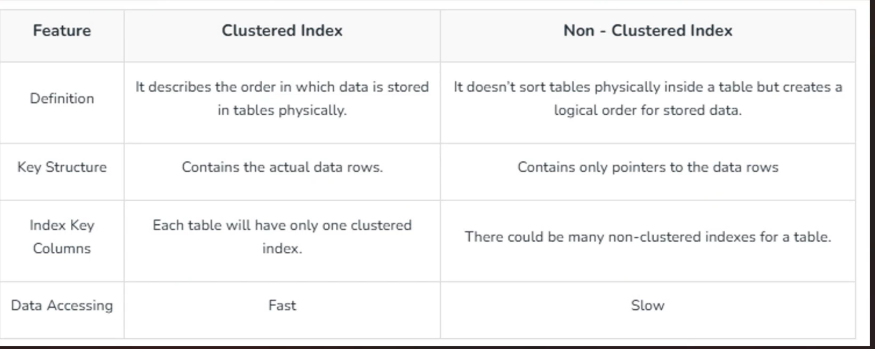 Feature
Clustered Index
Non - Clustered Index
Definition
It describes the order in which data is stored
in tables physically.
It doesn't sort tables physically inside a table but creates a
logical order for stored data.
Key Structure
Contains the actual data rows.
Contains only pointers to the data rows
Index Key
Columns
Each table will have only one clustered
index.
There could be many non-clustered indexes for a table.
Data Accessing
Fast
Slow